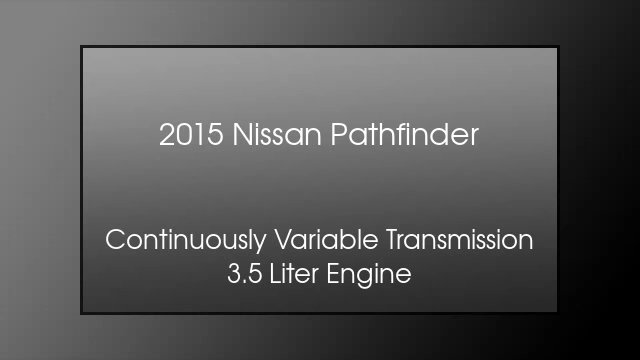 2015 Nissan Pathfinder
Continuously Variable Transmission
3.5 Liter Engine